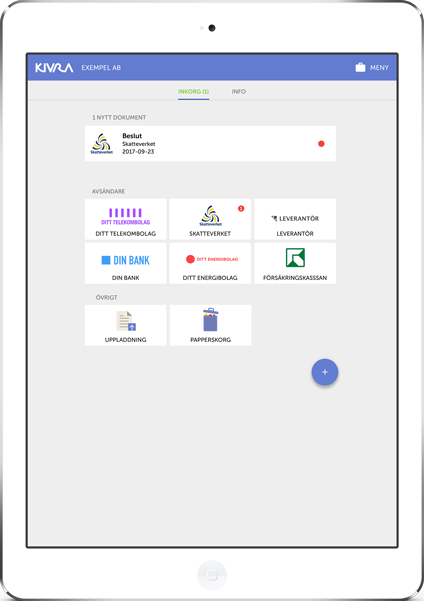 KIVRA EXEMPEL AB MENY
INKORG (1) INFO
1 NYTT DOKUMENT
Beslut
Skatteverket
2017-09-23
Skatteverket
AVSÄNDARE
DITT TELEKOMBOLAG
DITT TELEKOMBOLAG
Skatteverket
1
SKATTEVERKET
LEVERANTÖR
LEVERANTÖR
DIN BANK
DIN BANK
DITT ENERGIBOLAG
DITT ENERGIBOLAG
FÖRSÄKRINGSKASSSAN
ÖVRIGT
UPPLADDNING
PAPPERSKORG
+